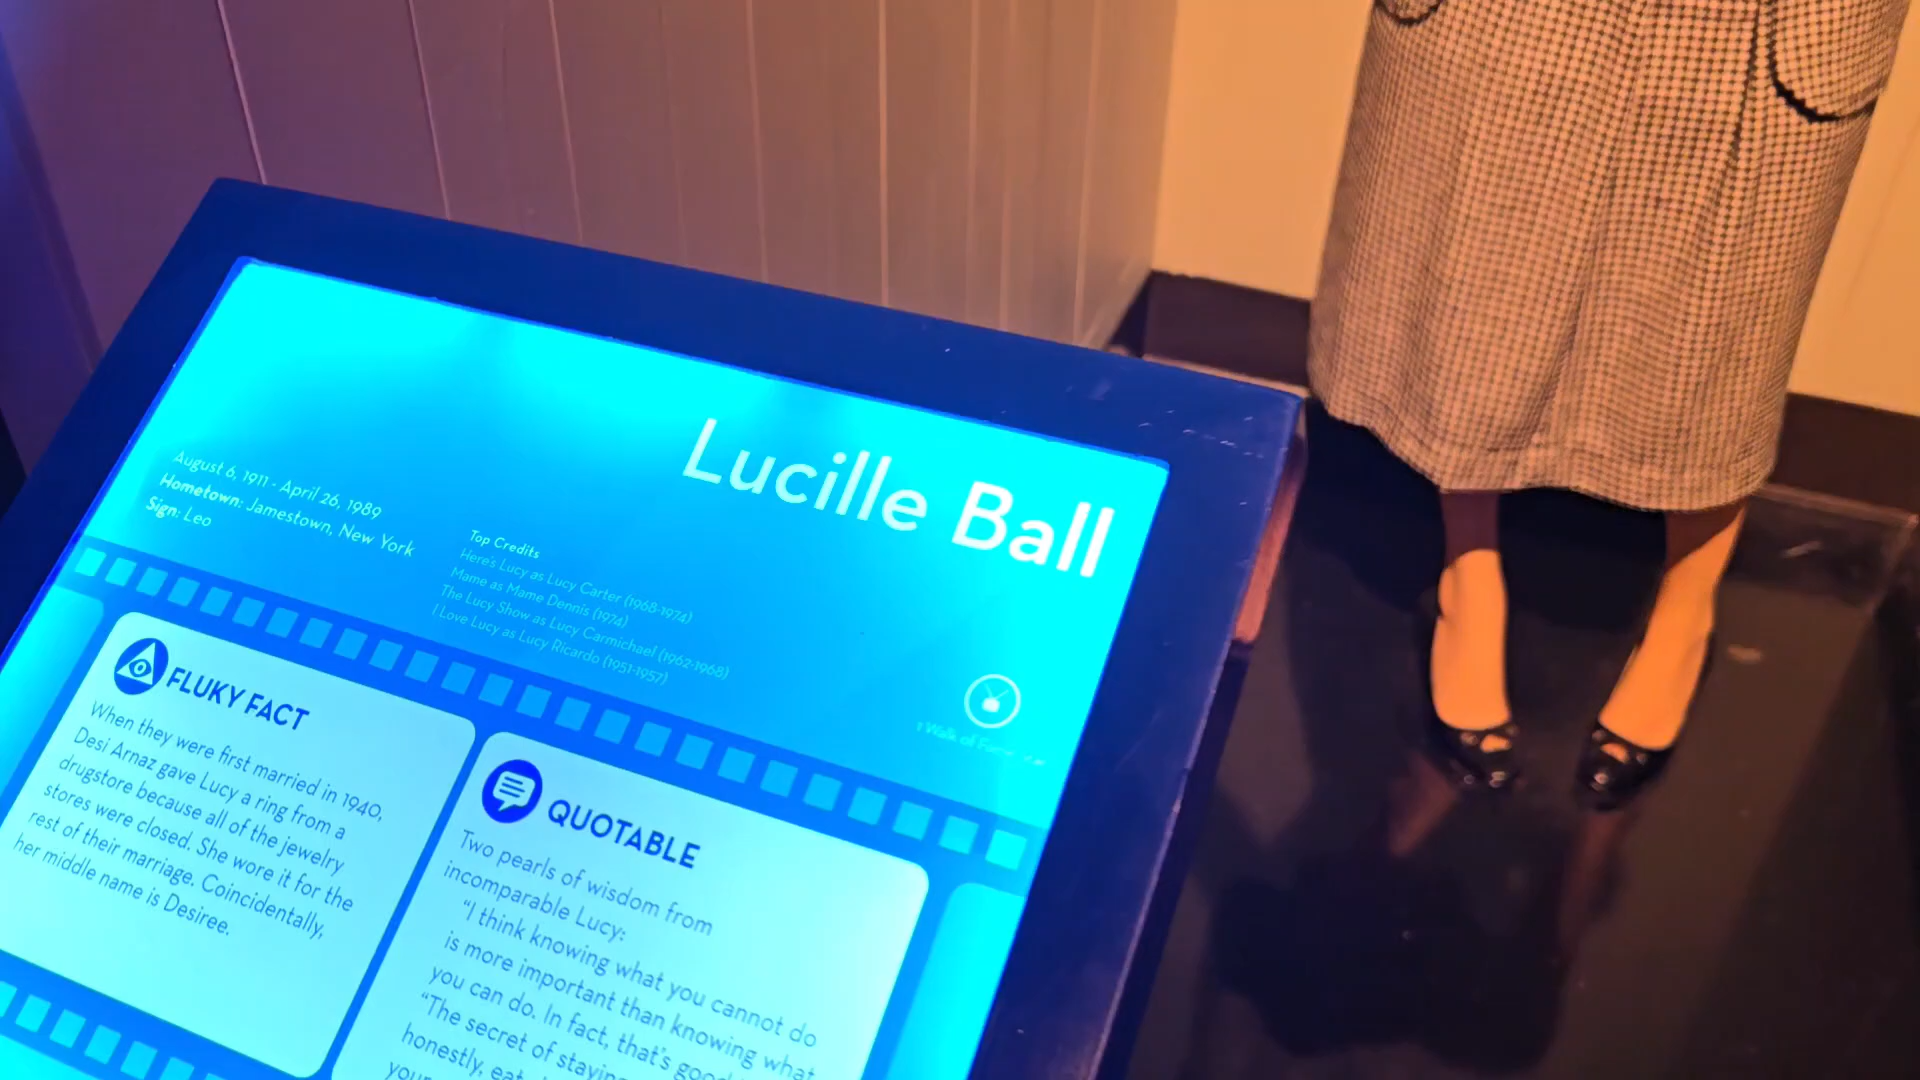 Lucille Ball
August 6, 1911 - April 26, 1989
Hometown: Jamestown, New York
Sign: Leo
Top Credits
Here's Lucy as Lucy Carter (1968-1974)
Mame as Mame Dennis (1974)
The Lucy Show as Lucy Carmichael (1962-1968)
I Love Lucy as Lucy Ricardo (1951-1957)
Walk of
FLUKY FACT
When they were first married in 1940,
Desi Arnaz gave Lucy a ring from a
drugstore because all of the jewelry
stores were closed. She wore it for the
rest of their marriage. Coincidentally,
her middle name is Desiree.
QUOTABLE
Two pearls of wisdom from
incomparable Lucy:
"I think knowing what you cannot do
is more important than knowing what
you can do. In fact, that's good
"The secret of staying
honestly, eat
your